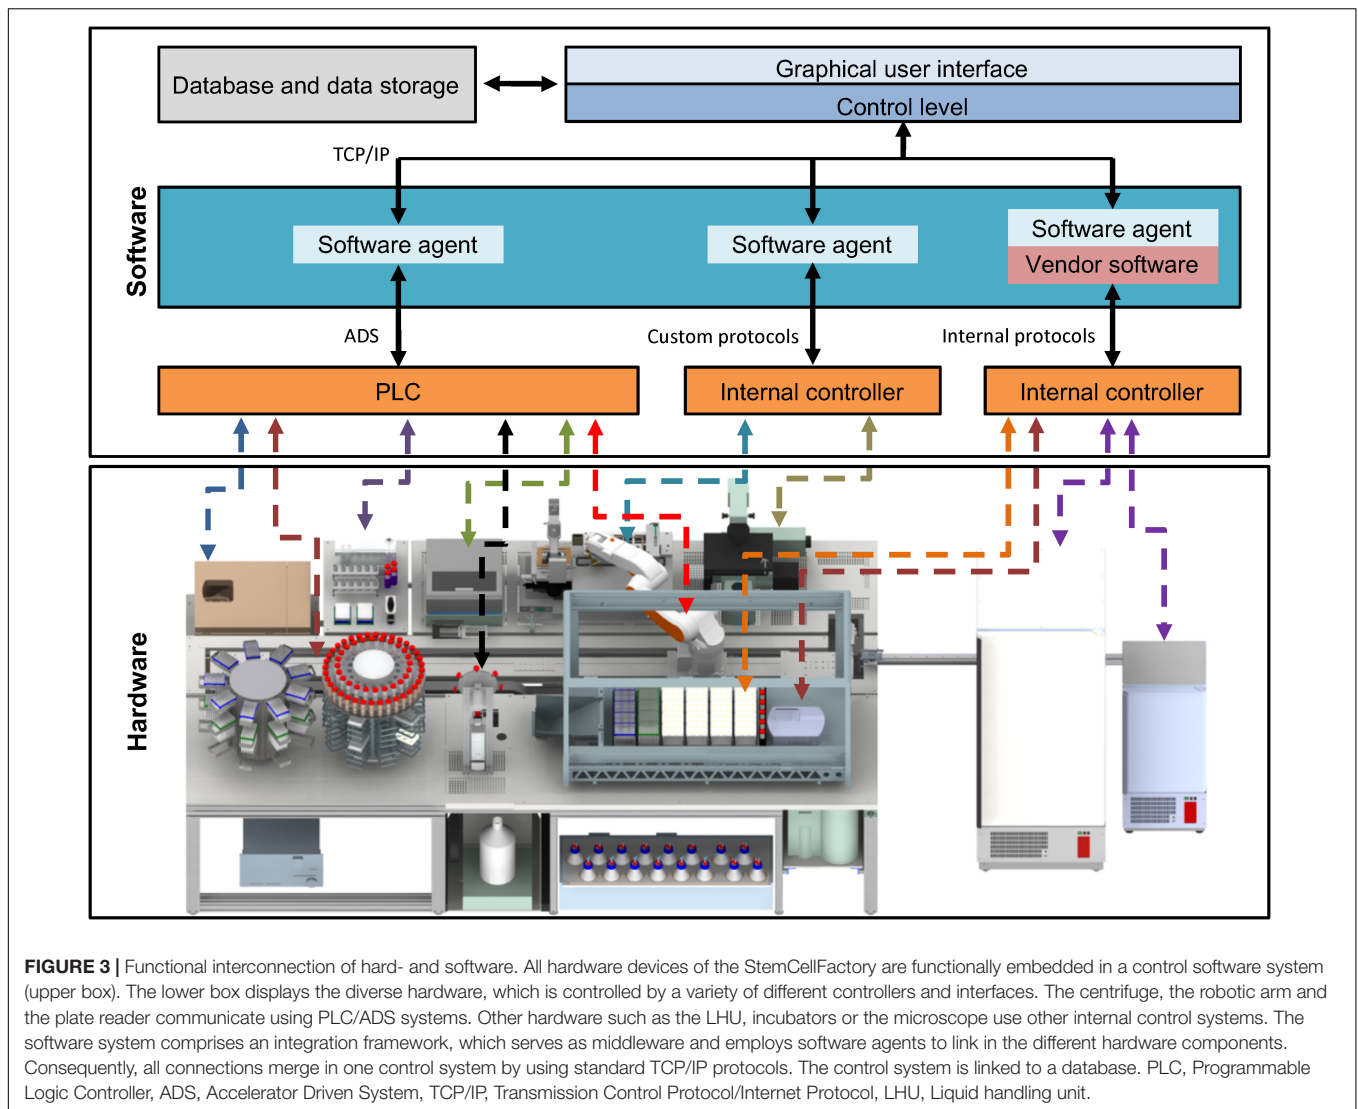 Database and data storage
Graphical user interface
Control level
TCP/IP
Software
Software agent
Software agent
Software agent
Vendor software
ADS
Custom protocols
Internal protocols
PLC
Internal controller
Internal controller
Hardware
FIGURE 3 | Functional interconnection of hard- and software. All hardware devices of the StemCellFactory are functionally embedded in a control software system
(upper box). The lower box displays the diverse hardware, which is controlled by a variety of different controllers and interfaces. The centrifuge, the robotic arm and
the plate reader communicate using PLC/ADS systems. Other hardware such as the LHU, incubators or the microscope use other internal control systems. The
software system comprises an integration framework, which serves as middleware and employs software agents to link in the different hardware components.
Consequently, all connections merge in one control system by using standard TCP/IP protocols. The control system is linked to a database. PLC, Programmable
Logic Controller, ADS, Accelerator Driven System, TCP/IP, Transmission Control Protocol/Internet Protocol, LHU, Liquid handling unit.